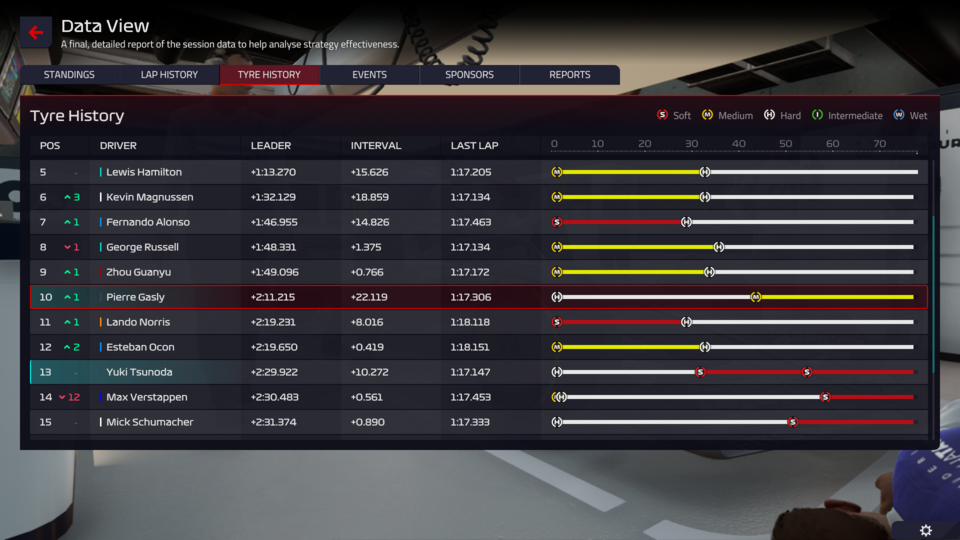 Data View
A final, detailed report of the session data to help analyse strategy effectiveness.
STANDINGS LAP HISTORY TYRE HISTORY EVENTS SPONSORS REPORTS
Tyre History S Soft M Medium H Hard I Intermediate W Wet
POS DRIVER LEADER INTERVAL LAST LAP 0 10 20 30 40 50 60 70
5 - Lewis Hamilton +1:13.270 +15.626 1:17.205 M H
6 3 Kevin Magnussen +1:32.129 +18.859 1:17.134 M H
7 1 Fernando Alonso +1:46.955 +14.826 1:17.463 S H
8 1 George Russell +1:48.331 +1.375 1:17.134 M H
9 1 Zhou Guanyu +1:49.096 +0.766 1:17.172 M H
10 1 Pierre Gasly +2:11.215 +22.119 1:17.306 H M
11 1 Lando Norris +2:19.231 +8.016 1:18.118 S H
12 2 Esteban Ocon +2:19.650 +0.419 1:18.151 M H
13 - Yuki Tsunoda +2:29.922 +10.272 1:17.147 H S S
14 12 Max Verstappen +2:30.483 +0.561 1:17.453 H S
15 - Mick Schumacher +2:31.374 +0.890 1:17.333 H S